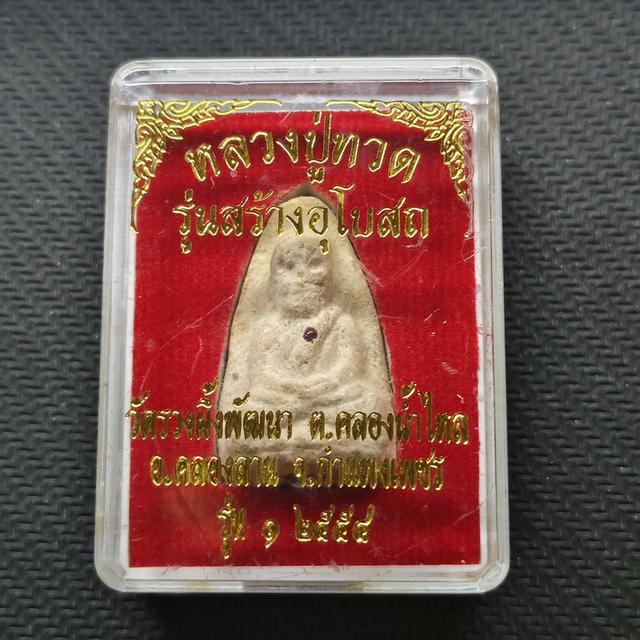 หลวงปู่ทวด
รุ่นสร้างอุโบสถ
วัดรวงผึ้งพัฒนา ต.คลองน้ำไหล
อ.คลองลาน จ.กำแพงเพชร
รุ่น ๑ ๒๕๕๔